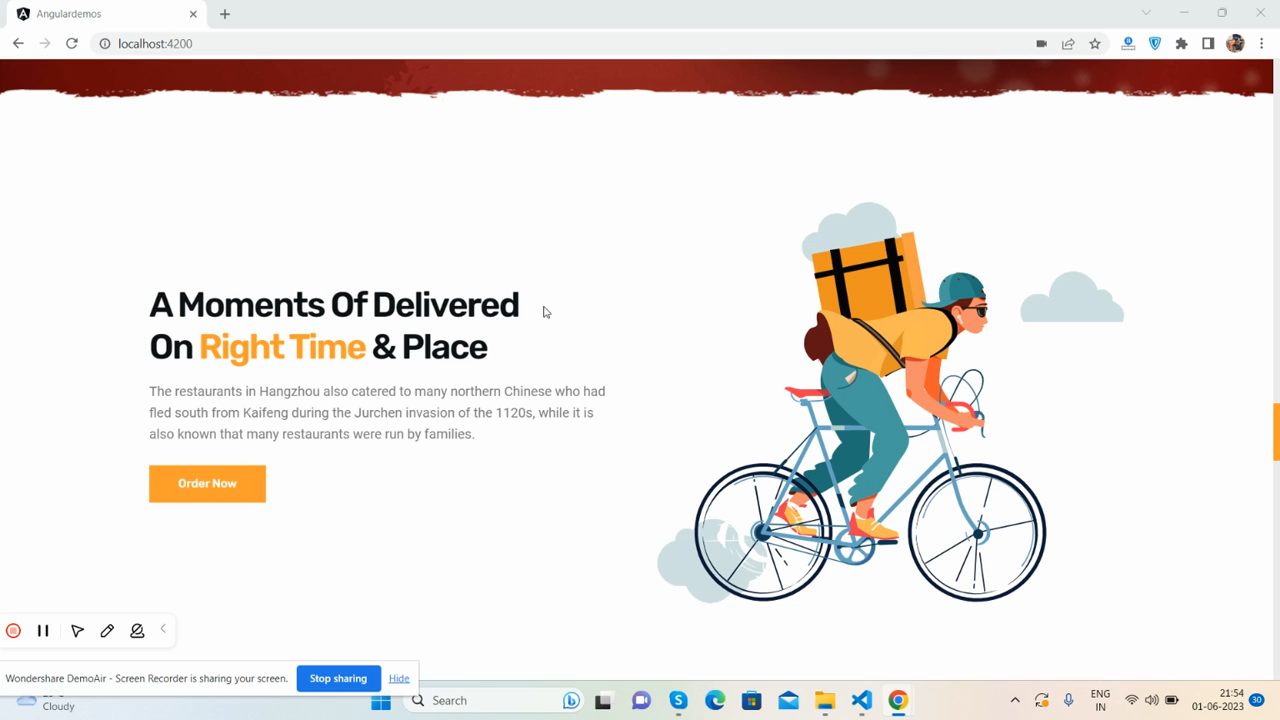 Angulardemos
localhost:4200
A Moments Of Delivered
On Right Time & Place
The restaurants in Hangzhou also catered to many northern Chinese who had
fled south from Kaifeng during the Jurchen invasion of the 1120s, while it is
also known that many restaurants were run by families.
Order Now
Wondershare DemoAir - Screen Recorder is sharing your screen.
Stop sharing
Hide
Cloudy
Search
ENG
IN
21:54
01-06-2023
30